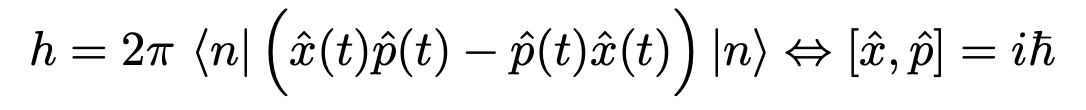 h = 2π ⟨n| (x̂(t)p̂(t) − p̂(t)x̂(t)) |n⟩ ⇔ [x̂, p̂] = iℏ